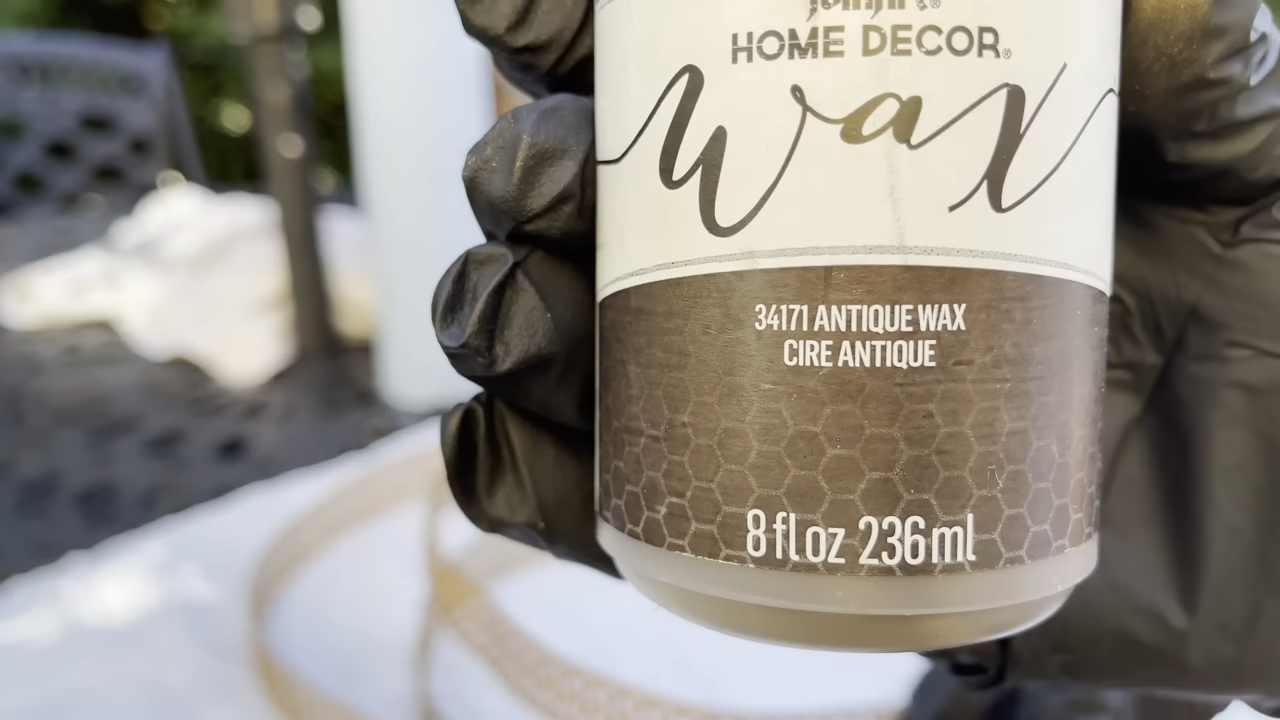 HOME DECOR®
Wax
34171 ANTIQUE WAX
CIRE ANTIQUE
8 fl oz 236 ml